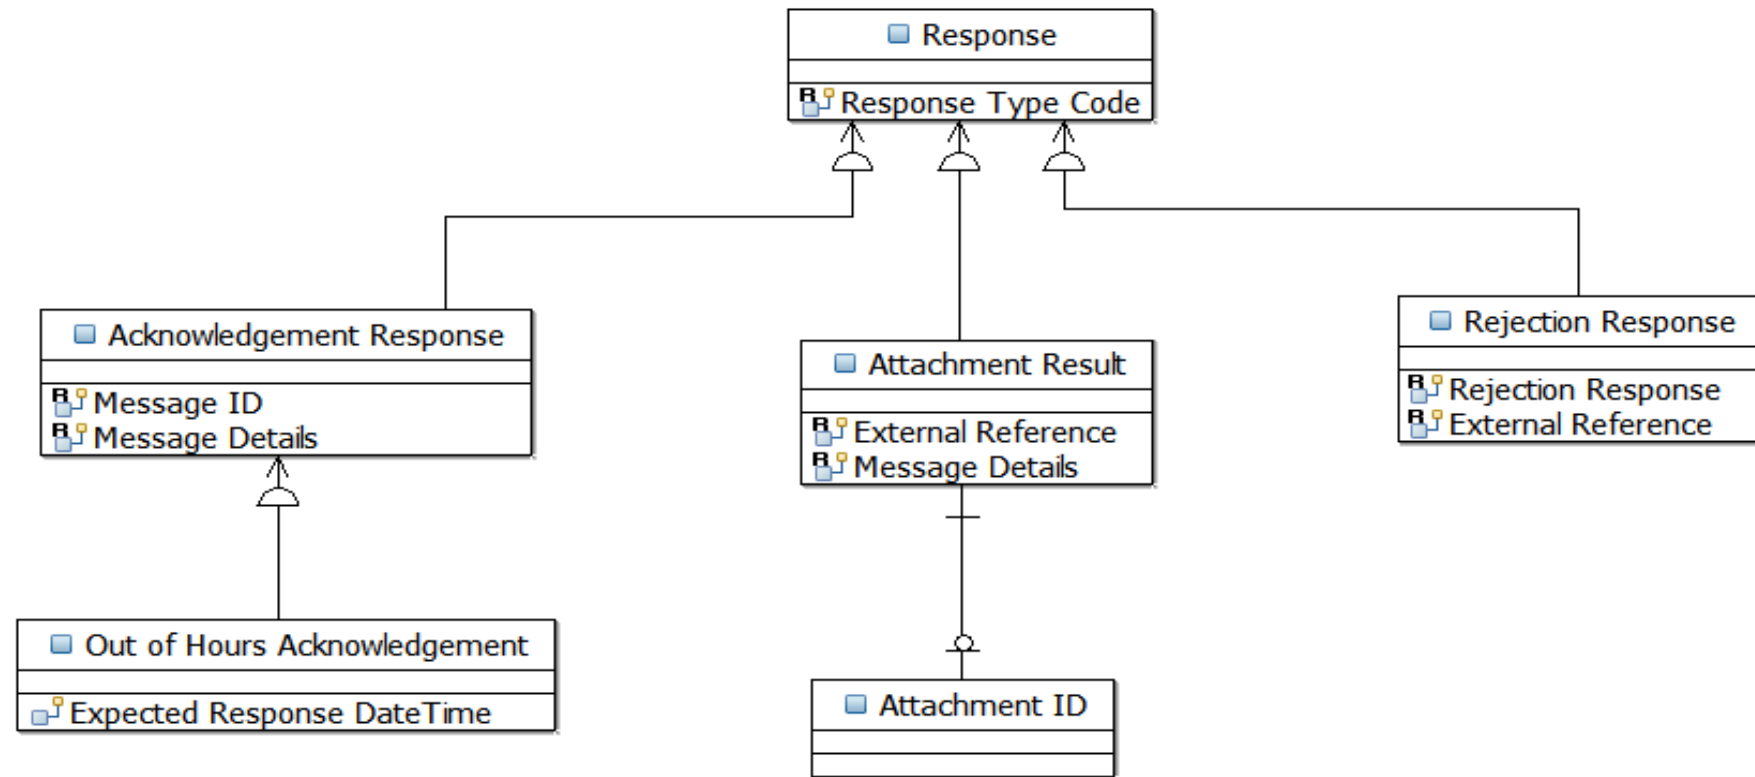 Response
R Response Type Code
Acknowledgement Response
R Message ID
R Message Details
Attachment Result
R External Reference
R Message Details
Rejection Response
R Rejection Response
R External Reference
Out of Hours Acknowledgement
Expected Response DateTime
Attachment ID